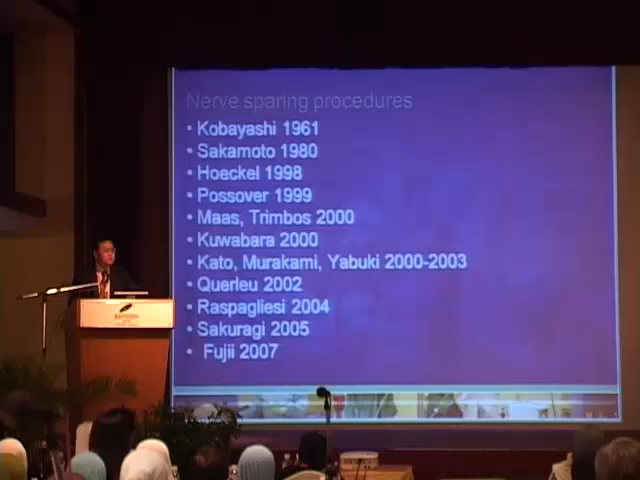 Nerve sparing procedures
• Kobayashi 1961
• Sakamoto 1980
• Hoeckel 1998
• Possover 1999
• Maas, Trimbos 2000
• Kuwabara 2000
• Kato, Murakami, Yabuki 2000-2003
• Querleu 2002
• Raspagliesi 2004
• Sakuragi 2005
• Fujii 2007
BAYVIEW